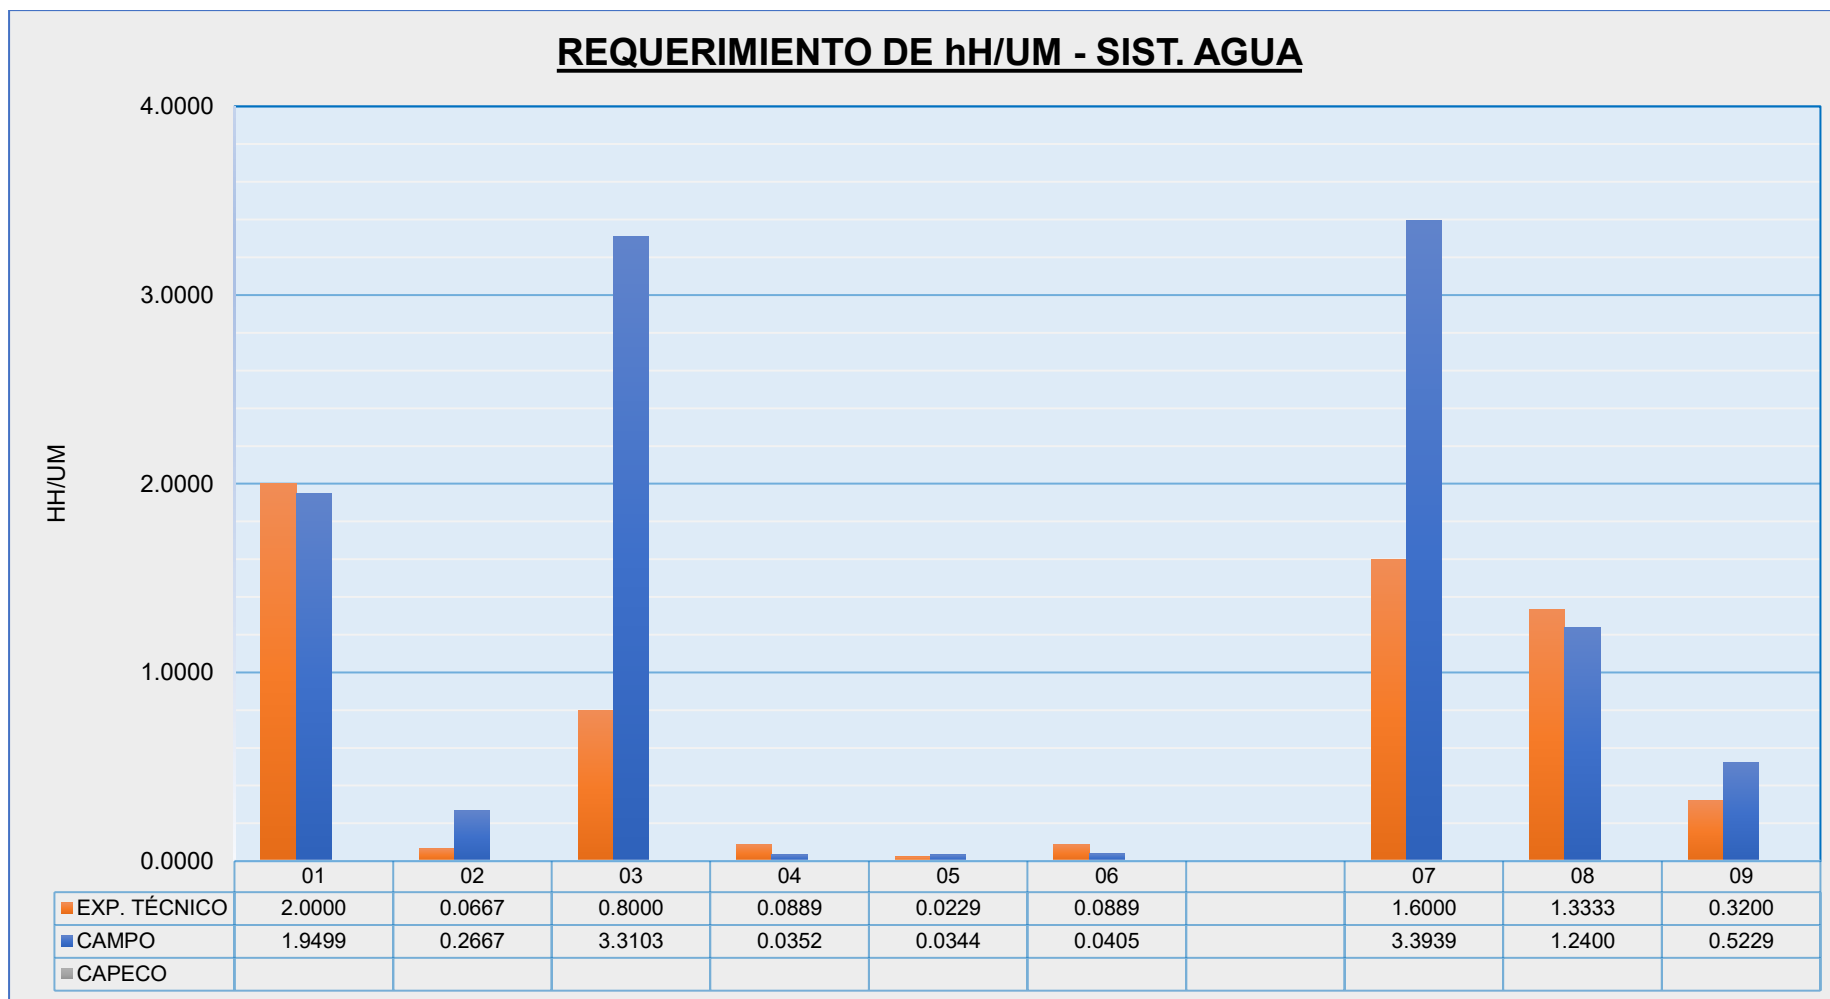 REQUERIMIENTO DE hH/UM - SIST. AGUA
4.0000
3.0000
2.0000
1.0000
0.0000
HH/UM
01 02 03 04 05 06 07 08 09
EXP. TÉCNICO 2.0000 0.0667 0.8000 0.0889 0.0229 0.0889 1.6000 1.3333 0.3200
CAMPO 1.9499 0.2667 3.3103 0.0352 0.0344 0.0405 3.3939 1.2400 0.5229
CAPECO